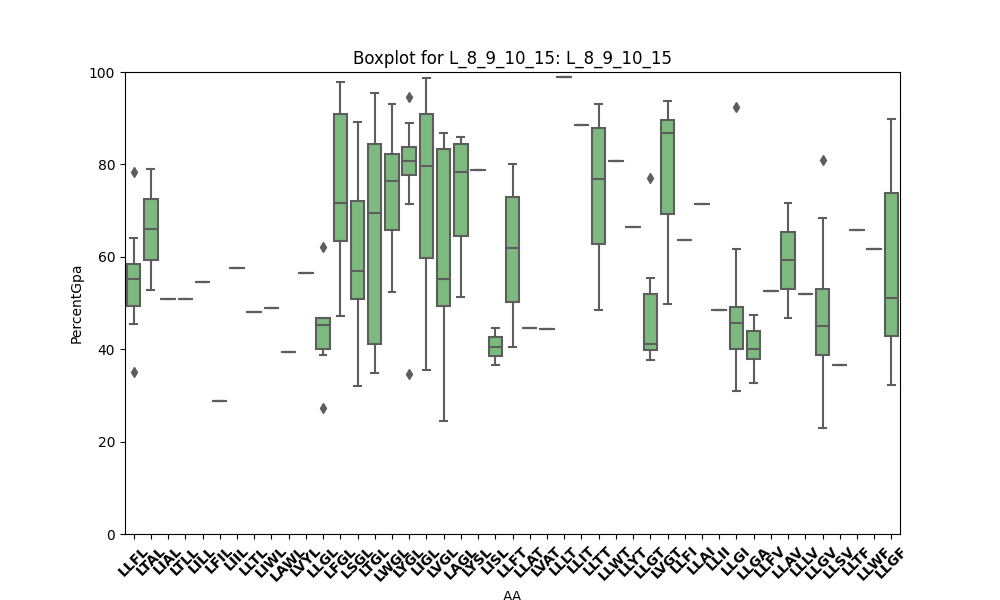 Boxplot for L_8_9_10_15: L_8_9_10_15
100
80
60
40
20
0
PercentGpa
LLFL LTAL LIAL LTLL LILL LFIL LIIL LLTL LIWL LAWL LVYL LLGL LFGL LSGL LTGL LWGL LYGL LIGL LVGL LAGL LYSL LISL LLFT LLAT LVAT LLLT LLIT LLTT LLWT LLYT LLGT LVGT LLFI LLAI LLII LLGI LLGA LLFV LLAV LLLV LLGV LLSV LLTF LLWF LLGF
AA